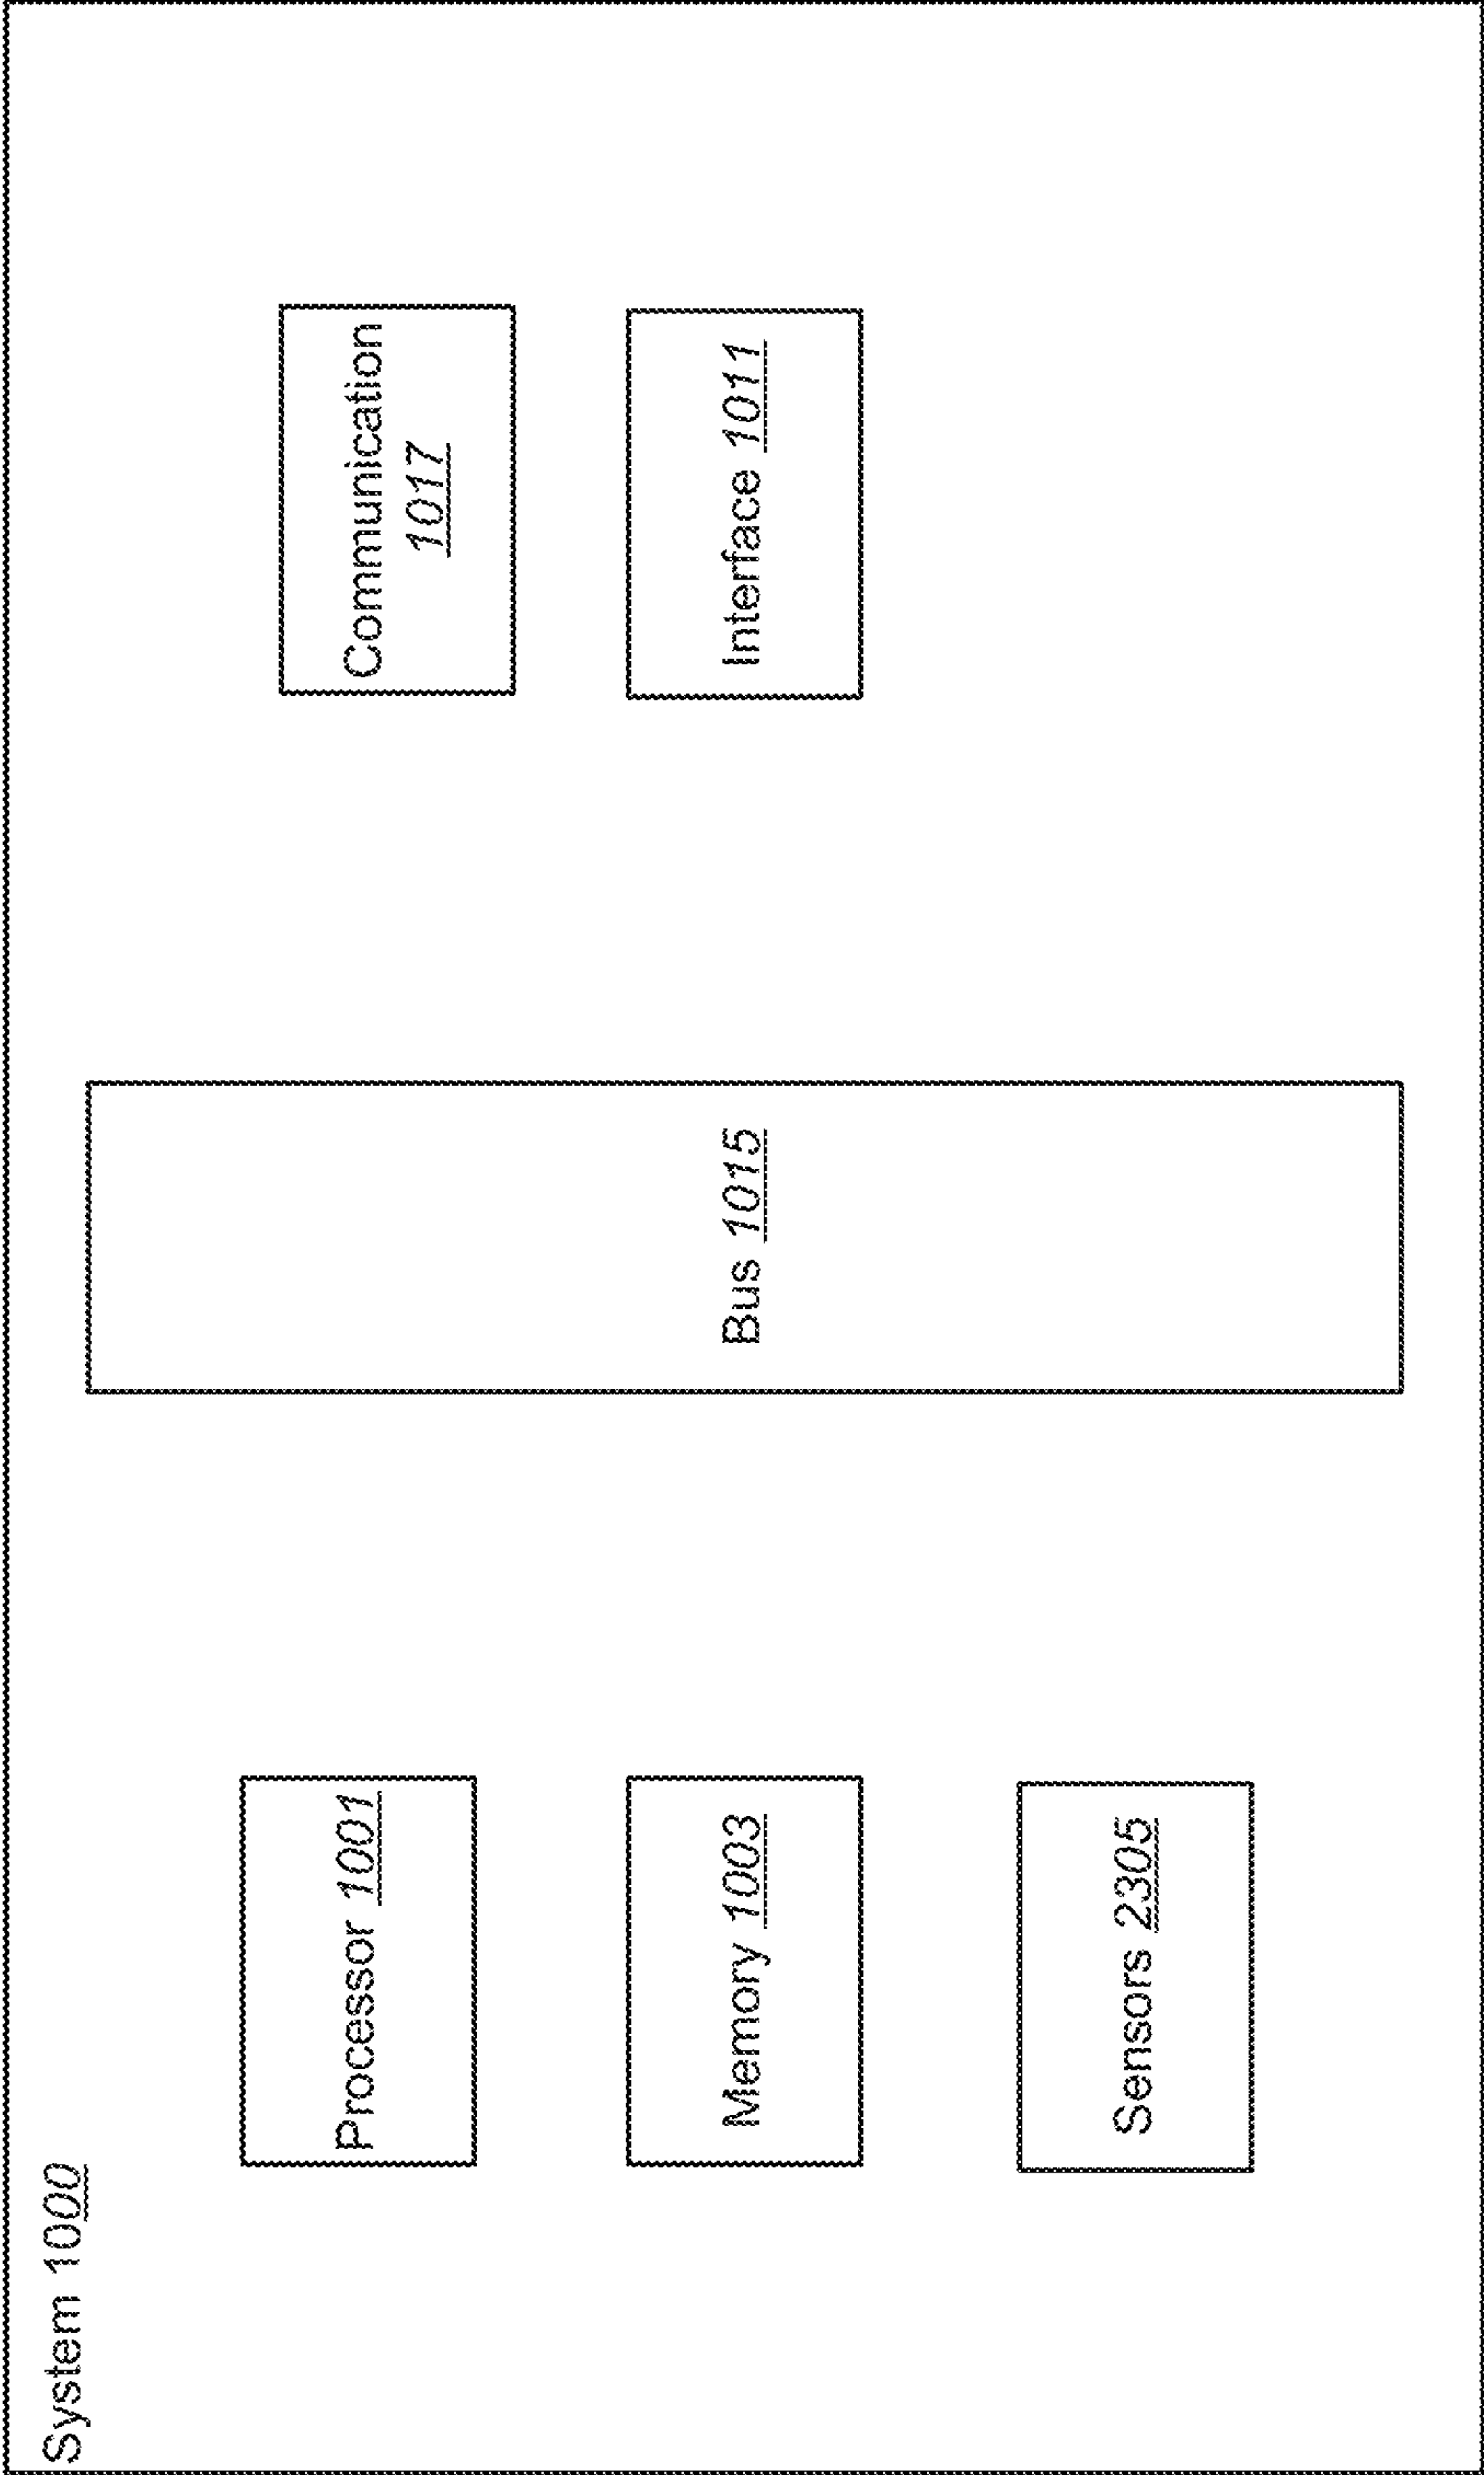 System 1000
Processor 1001
Memory 1003
Sensors 2305
Bus 1015
Communication
1017
Interface 1011